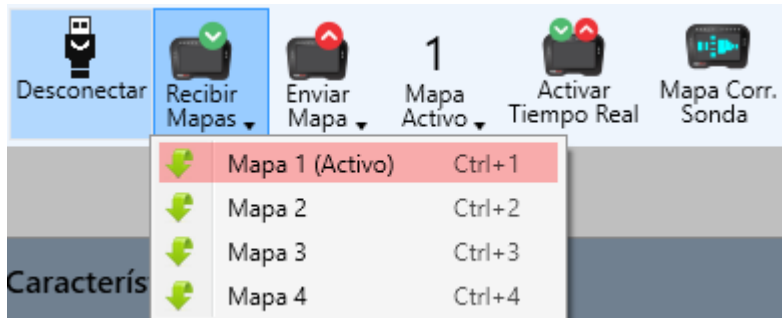 Desconectar
Recibir
Mapas
Enviar
Mapa
1
Mapa
Activo
Activar
Tiempo Real
Mapa Corr.
Sonda
Mapa 1 (Activo) Ctrl+1
Mapa 2 Ctrl+2
Mapa 3 Ctrl+3
Mapa 4 Ctrl+4
Caracterís